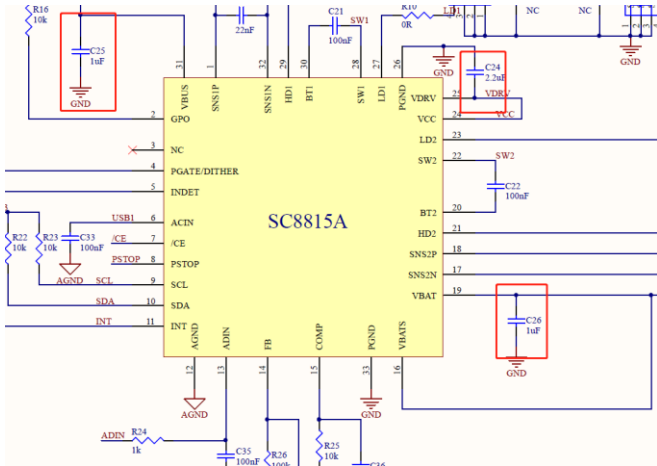 R16
10k
C25
1uF
GND
22nF
C21
100nF
SW1
R10
0R
LD1
NC
NC
GND
GND
C24
2.2uF
31
1
32
29
30
28
27
26
VBUS
SNS1P
SNS1N
HD1
BT1
SW1
LD1
PGND
2
GPO
VDRV
25
VDRV
VCC
24
VCC
3
NC
LD2
23
4
PGATE/DITHER
SW2
22
SW2
5
INDET
C22
100nF
USB1
6
ACIN
SC8815A
BT2
20
/CE
7
/CE
HD2
21
R22
10k
R23
10k
C33
100nF
PSTOP
8
PSTOP
SNS2P
18
AGND
SCL
9
SCL
SNS2N
17
SDA
10
SDA
VBAT
19
INT
11
INT
C26
1uF
GND
AGND
ADIN
FB
COMP
PGND
VBATS
12
13
14
15
33
16
AGND
GND
ADIN
R24
1k
C35
100nF
R26
100k
R25
10k
C36